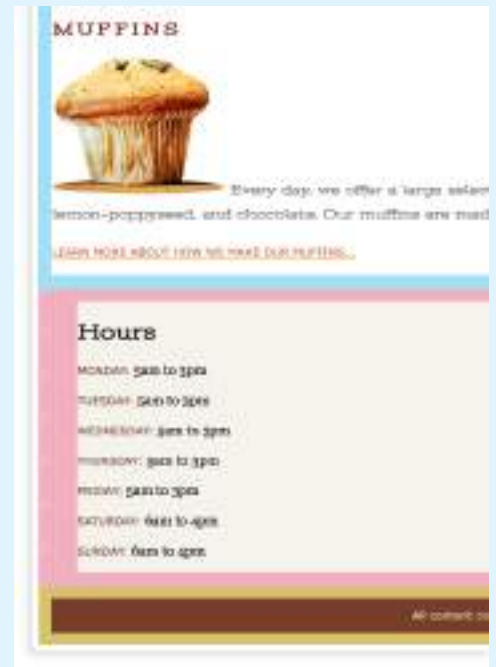 MUFFINS
Every day, we offer a large selec
lemon-poppyseed, and chocolate. Our muffins are mad
LEARN MORE ABOUT HOW WE MAKE OUR MUFFINS...
Hours
MONDAY: 5am to 3pm
TUESDAY: 5am to 3pm
WEDNESDAY: 5am to 3pm
THURSDAY: 5am to 3pm
FRIDAY: 5am to 3pm
SATURDAY: 6am to 4pm
SUNDAY: 6am to 4pm
All content co